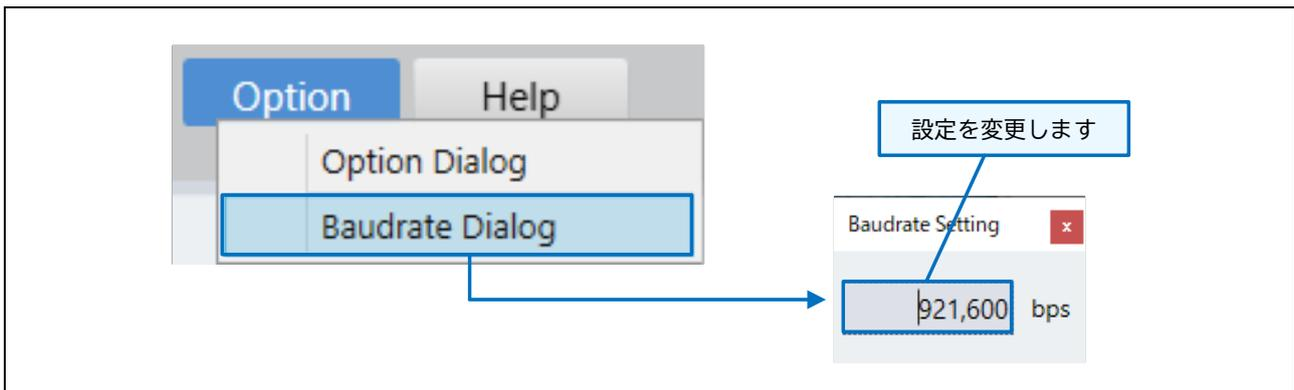 Option Help
Option Dialog
Baudrate Dialog
設定を変更します
Baudrate Setting x
921,600 bps